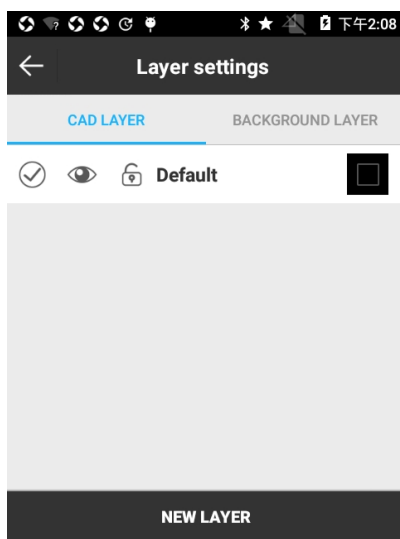 下午2:08
Layer settings
CAD LAYER
BACKGROUND LAYER
Default
NEW LAYER